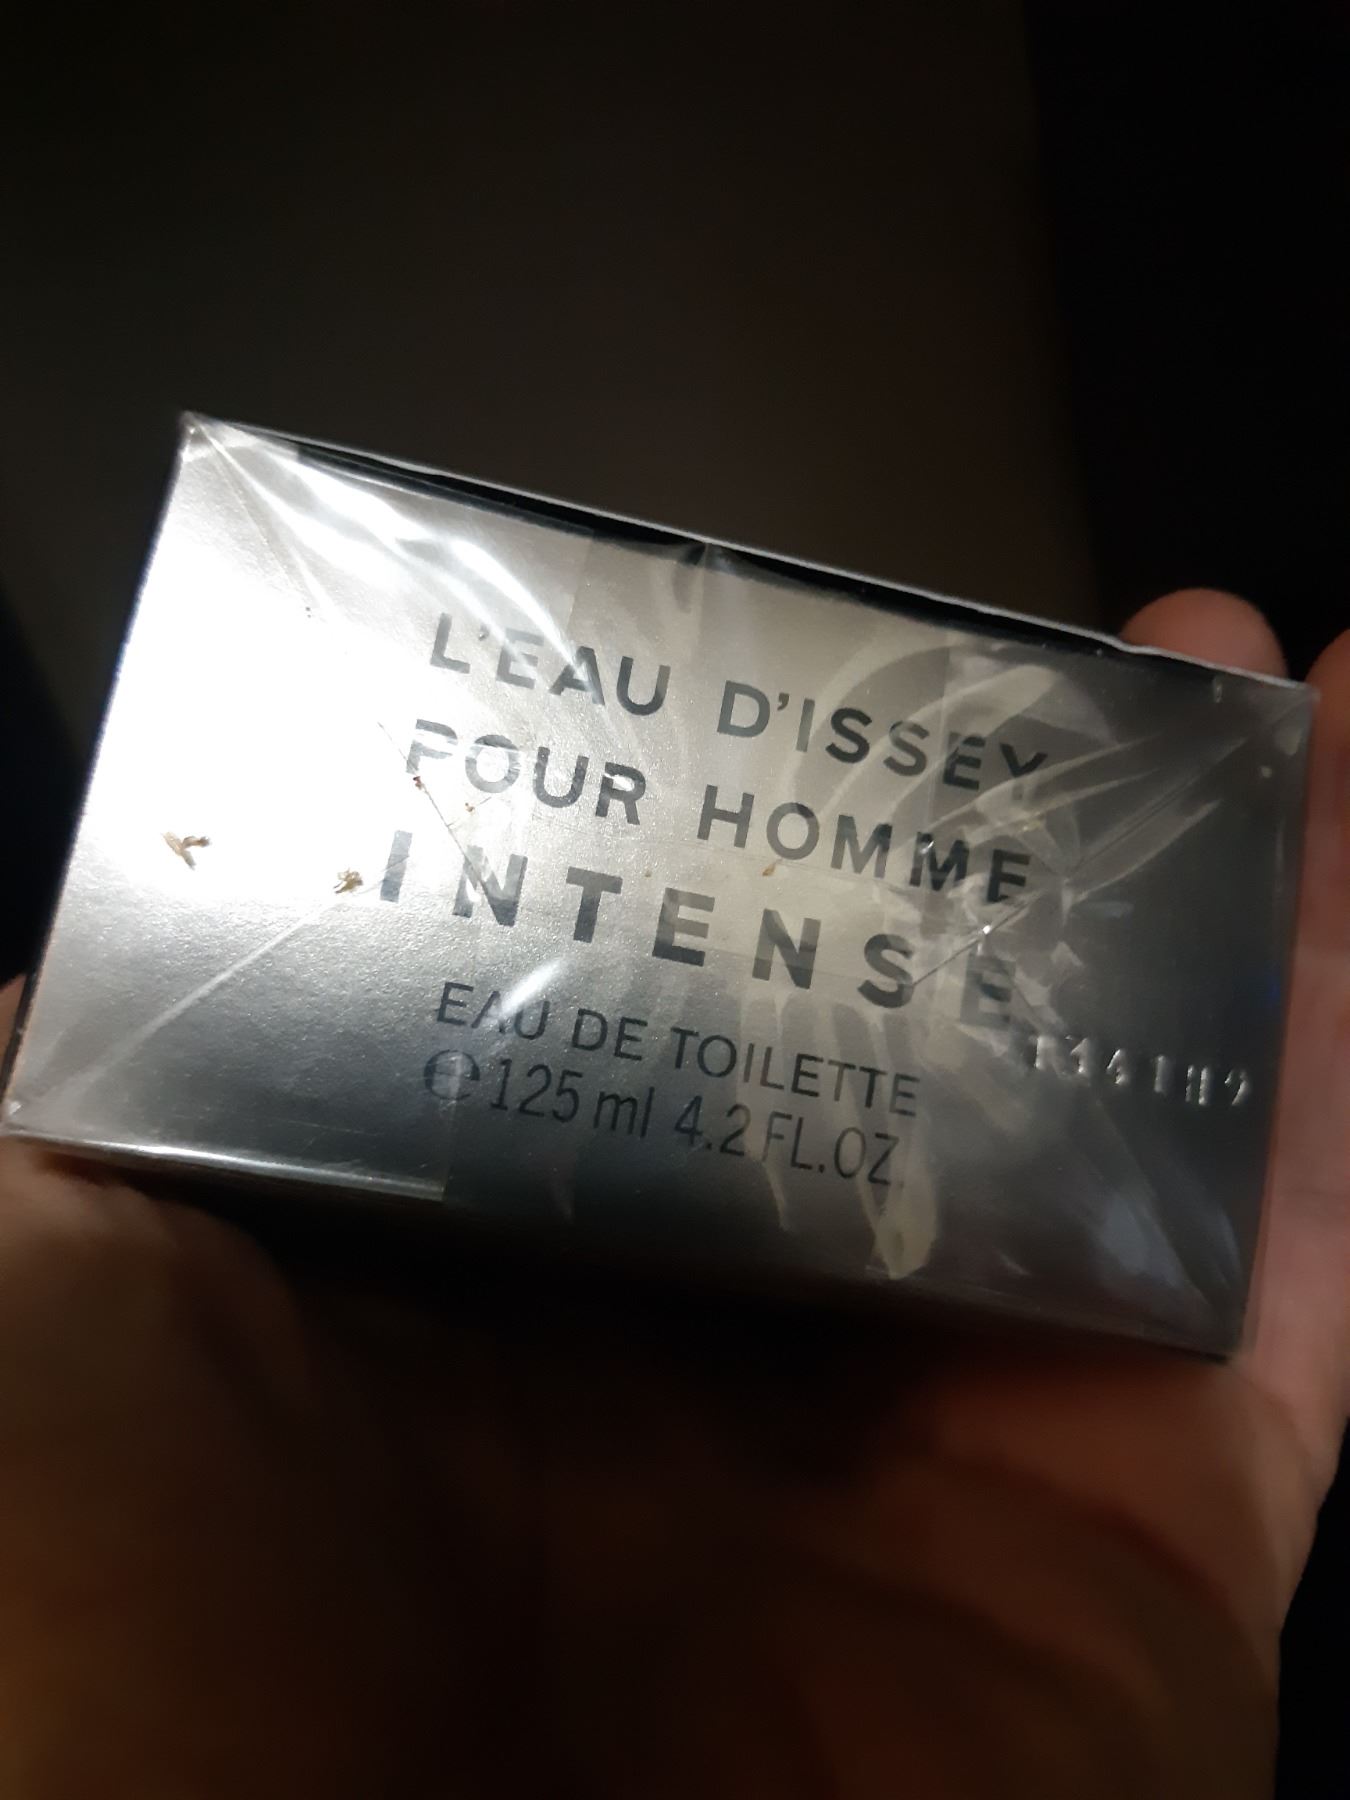 L'EAU D'ISSEY
POUR HOMME
INTENSE
EAU DE TOILETTE
e 125 ml 4.2 FL.OZ.